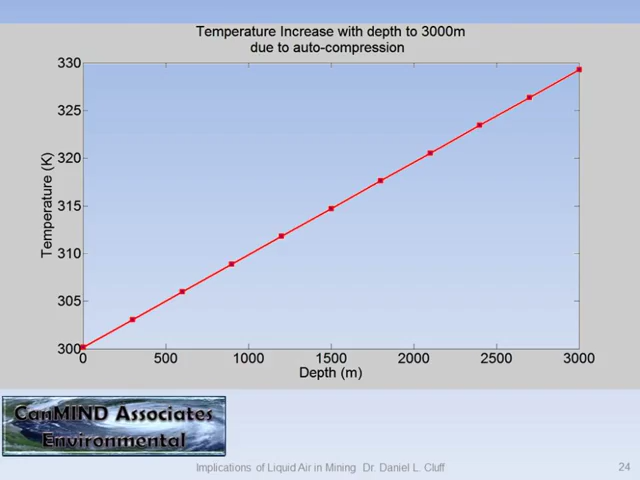 Temperature Increase with depth to 3000m
due to auto-compression
330
325
320
315
310
305
300
Temperature (K)
0 500 1000 1500 2000 2500 3000
Depth (m)
CanMIND Associates
Environmental
Implications of Liquid Air in Mining Dr. Daniel L. Cluff
24